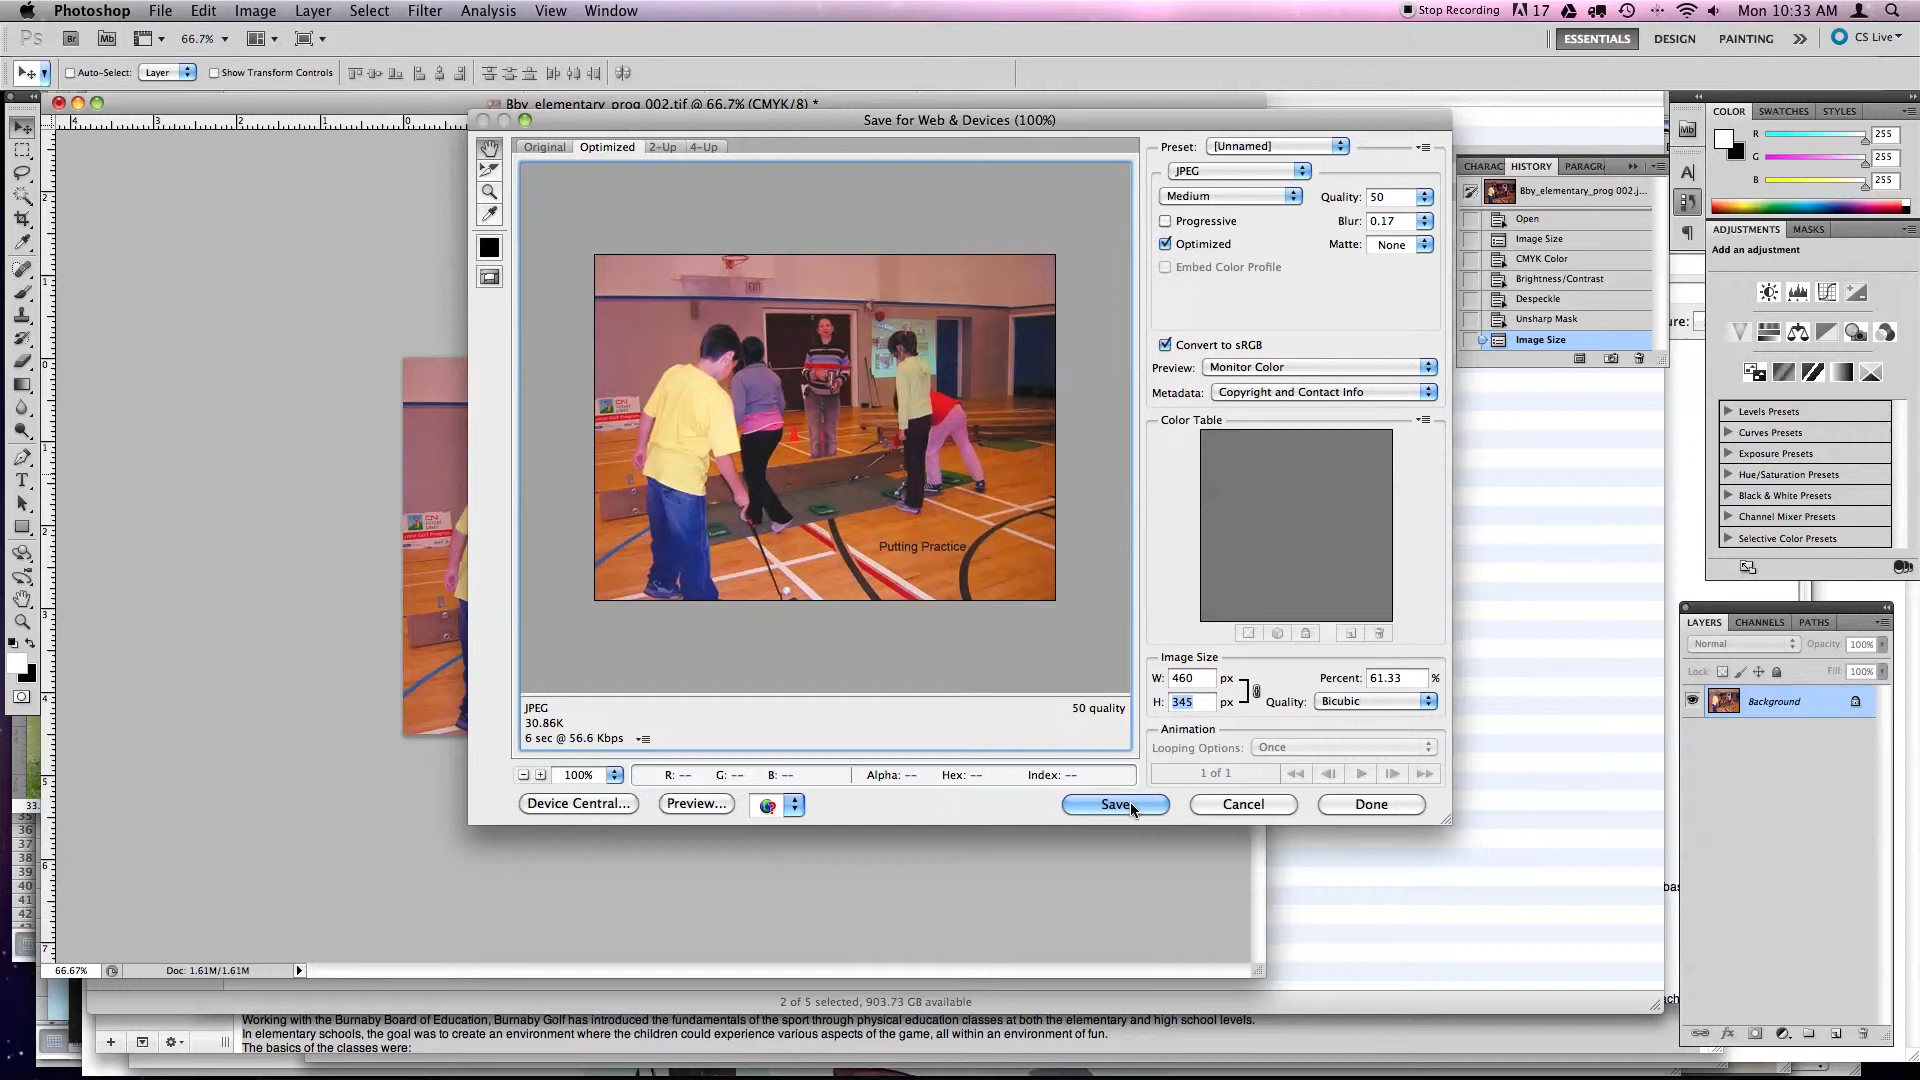 Photoshop File Edit Image Layer Select Filter Analysis View Window Stop Recording 17 Mon 10:33 AM
Ps Br Mb 66.7% ESSENTIALS DESIGN PAINTING CS Live
Auto-Select: Layer Show Transform Controls
Bby_elementary_prog 002.tif @ 66.7% (CMYK/8) *
Save for Web & Devices (100%)
Original Optimized 2-Up 4-Up
Preset: [Unnamed]
JPEG
Medium Quality: 50
Progressive Blur: 0.17
Optimized Matte: None
Embed Color Profile
Convert to sRGB
Preview: Monitor Color
Metadata: Copyright and Contact Info
Color Table
Image Size
W: 460 px Percent: 61.33 %
H: 345 px Quality: Bicubic
Animation
Looping Options: Once
1 of 1
EXIT
CN
Putting Practice
JPEG 50 quality
30.86K
6 sec @ 56.6 Kbps
100% R: -- G: -- B: -- Alpha: -- Hex: -- Index: --
Device Central... Preview... Save Cancel Done
CHARAC HISTORY PARAGR
Bby_elementary_prog 002.j...
Open
Image Size
CMYK Color
Brightness/Contrast
Despeckle
Unsharp Mask
Image Size
COLOR SWATCHES STYLES
R 255
G 255
B 255
ADJUSTMENTS MASKS
Add an adjustment
Levels Presets
Curves Presets
Exposure Presets
Hue/Saturation Presets
Black & White Presets
Channel Mixer Presets
Selective Color Presets
LAYERS CHANNELS PATHS
Normal Opacity: 100%
Lock: Fill: 100%
Background
66.67% Doc: 1.61M/1.61M
2 of 5 selected, 903.73 GB available
Working with the Burnaby Board of Education, Burnaby Golf has introduced the fundamentals of the sport through physical education classes at both the elementary and high school levels.
In elementary schools, the goal was to create an environment where the children could experience various aspects of the game, all within an environment of fun.
The basics of the classes were: